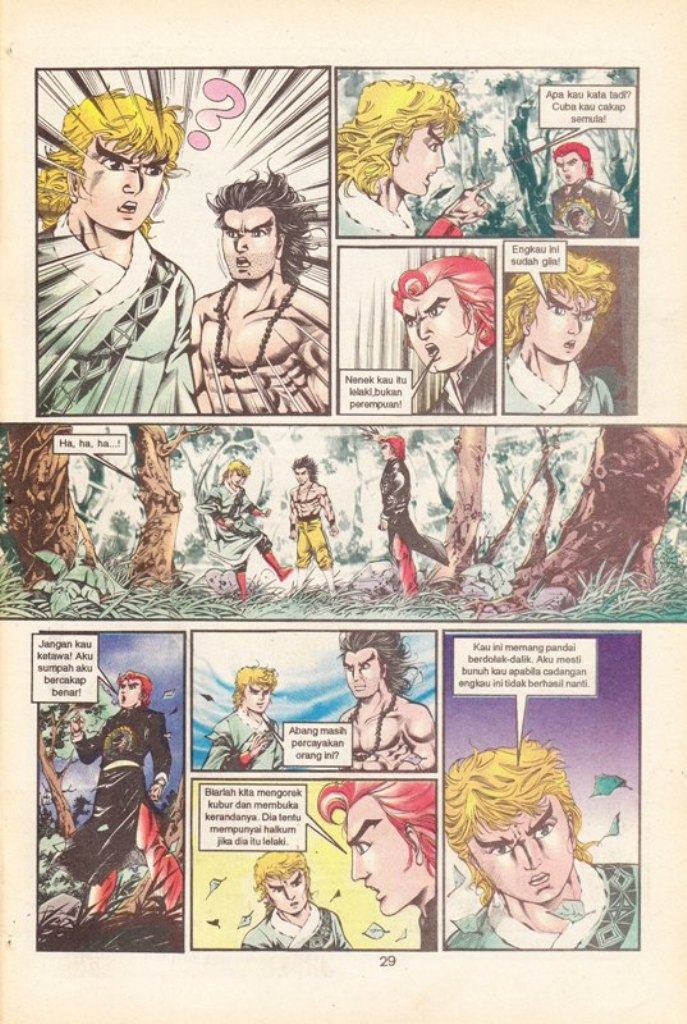 ?
Apa kau kata tadi?
Cuba kau cakap
semula!
Nenek kau itu
lelaki,bukan
perempuan!
Engkau ini
sudah gila!
Ha, ha, ha...!
Jangan kau
ketawa! Aku
sumpah aku
bercakap
benar!
Abang masih
percayakan
orang ini?
Biarlah kita mengorek
kubur dan membuka
kerandanya. Dia tentu
mempunyai halkum
jika dia itu lelaki.
Kau ini memang pandai
berdolak-dalik. Aku mesti
bunuh kau apabila cadangan
engkau ini tidak berhasil nanti.
29